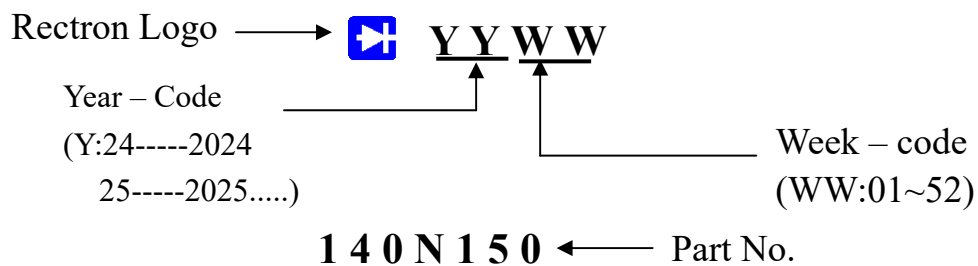 Rectron Logo
Y Y W W
Year – Code
(Y:24-----2024
25-----2025.....)
Week – code
(WW:01~52)
1 4 0 N 1 5 0
Part No.